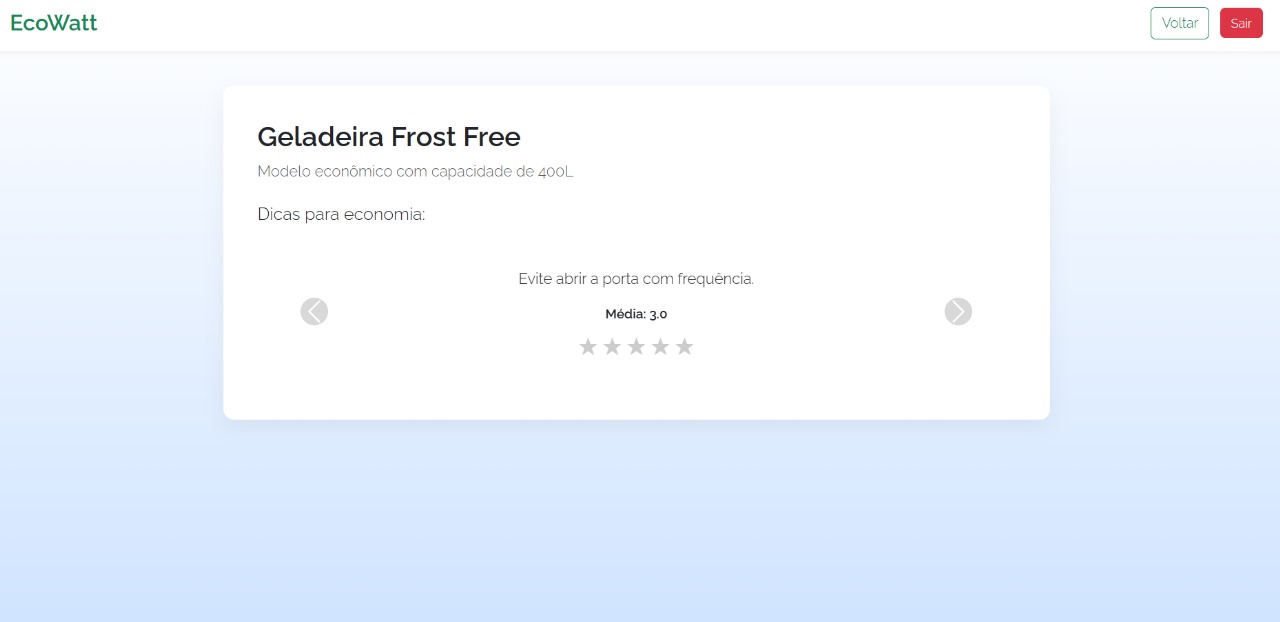 EcoWatt
Voltar
Sair
Geladeira Frost Free
Modelo econômico com capacidade de 400L
Dicas para economia:
Evite abrir a porta com frequência.
Média: 3.0